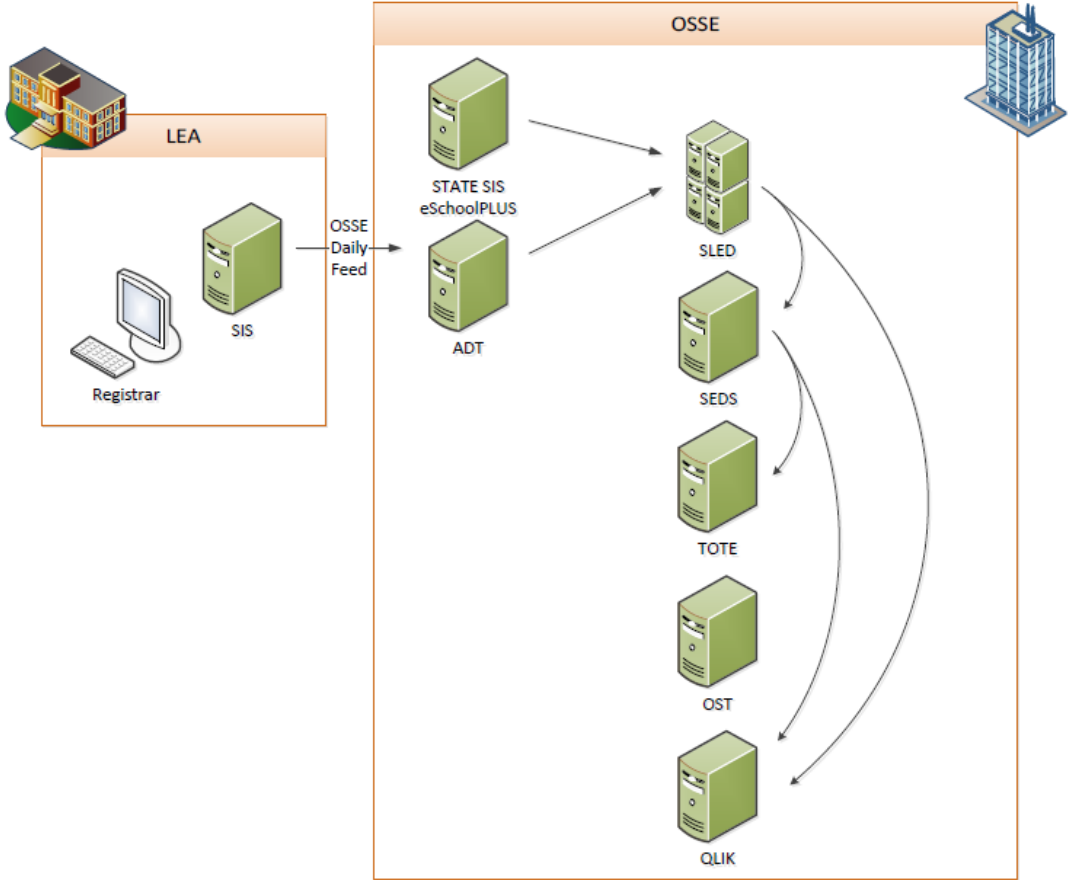 OSSE
LEA
STATE SIS
eSchoolPLUS
OSSE
Daily
Feed
SLED
SIS
ADT
Registrar
SEDS
TOTE
OST
QLIK